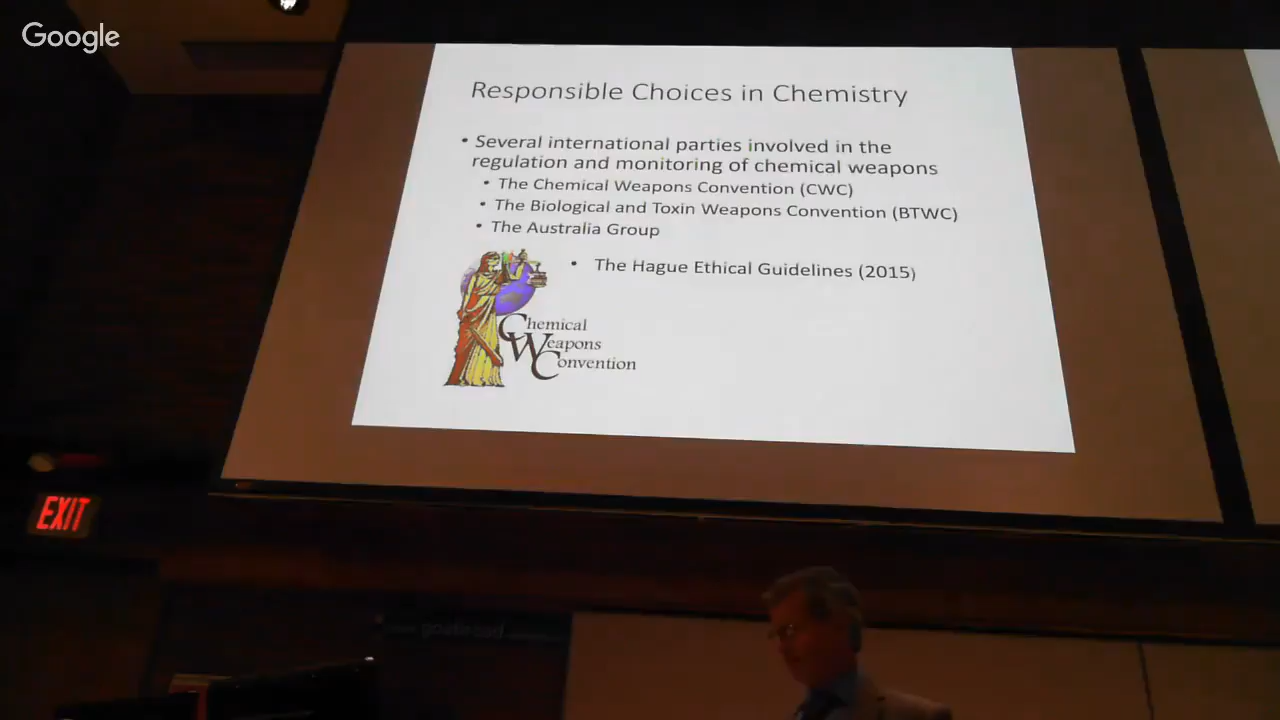 Google
Responsible Choices in Chemistry
• Several international parties involved in the
regulation and monitoring of chemical weapons
• The Chemical Weapons Convention (CWC)
• The Biological and Toxin Weapons Convention (BTWC)
• The Australia Group
• The Hague Ethical Guidelines (2015)
Chemical
Weapons
Convention
EXIT